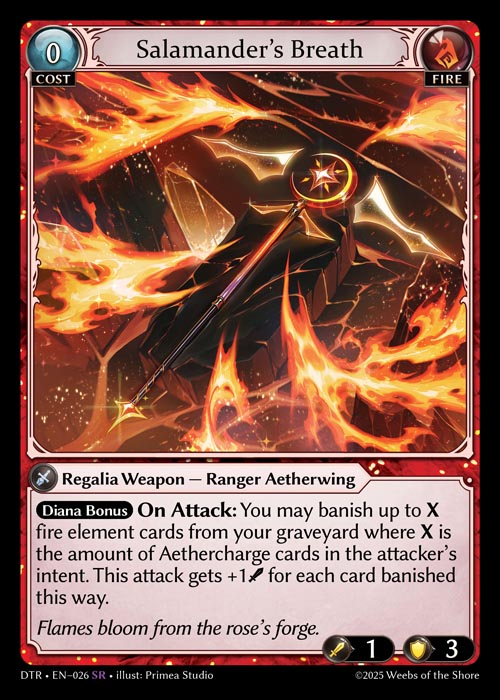 0
COST
Salamander's Breath
FIRE
Regalia Weapon — Ranger Aetherwing
Diana Bonus On Attack: You may banish up to X
fire element cards from your graveyard where X is
the amount of Aethercharge cards in the attacker's
intent. This attack gets +1 for each card banished
this way.
Flames bloom from the rose's forge.
1
3
DTR • EN-026 SR • illust: Primea Studio
©2025 Weebs of the Shore